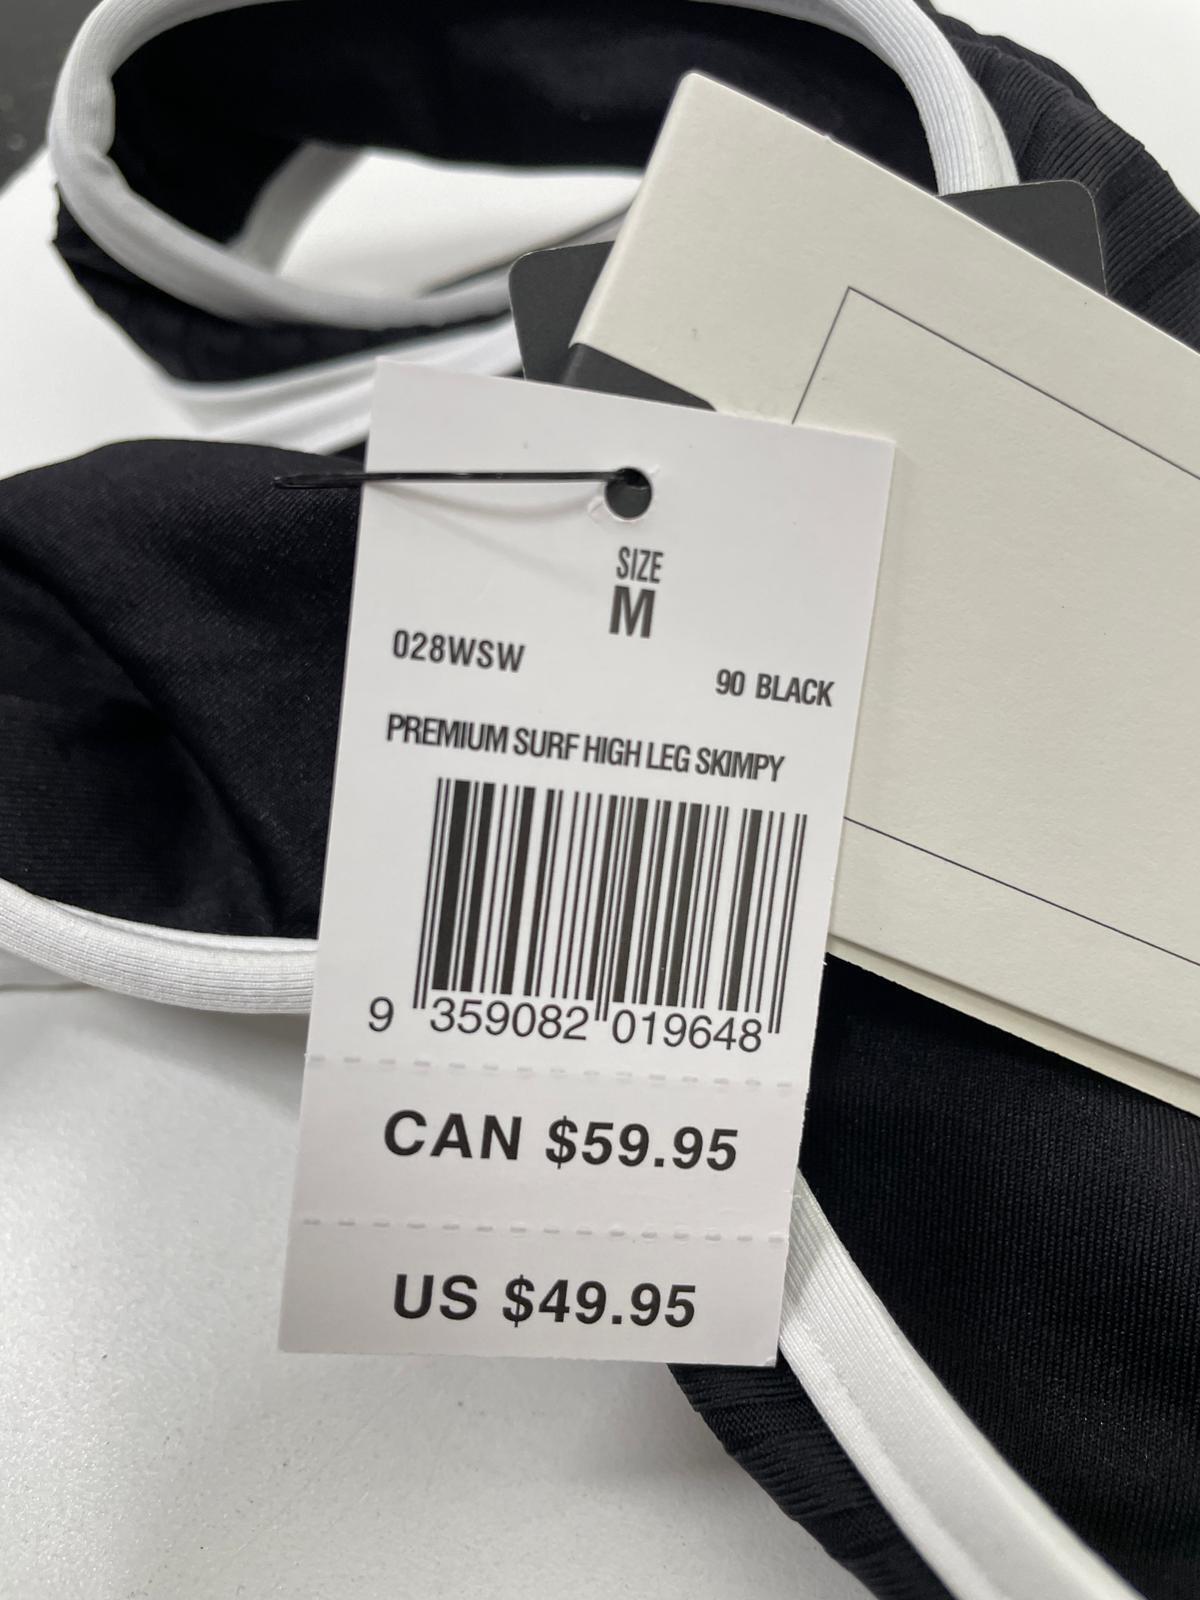 SIZE
M
028WSW
90 BLACK
PREMIUM SURF HIGH LEG SKIMPY
9 359082 019648
CAN $59.95
US $49.95